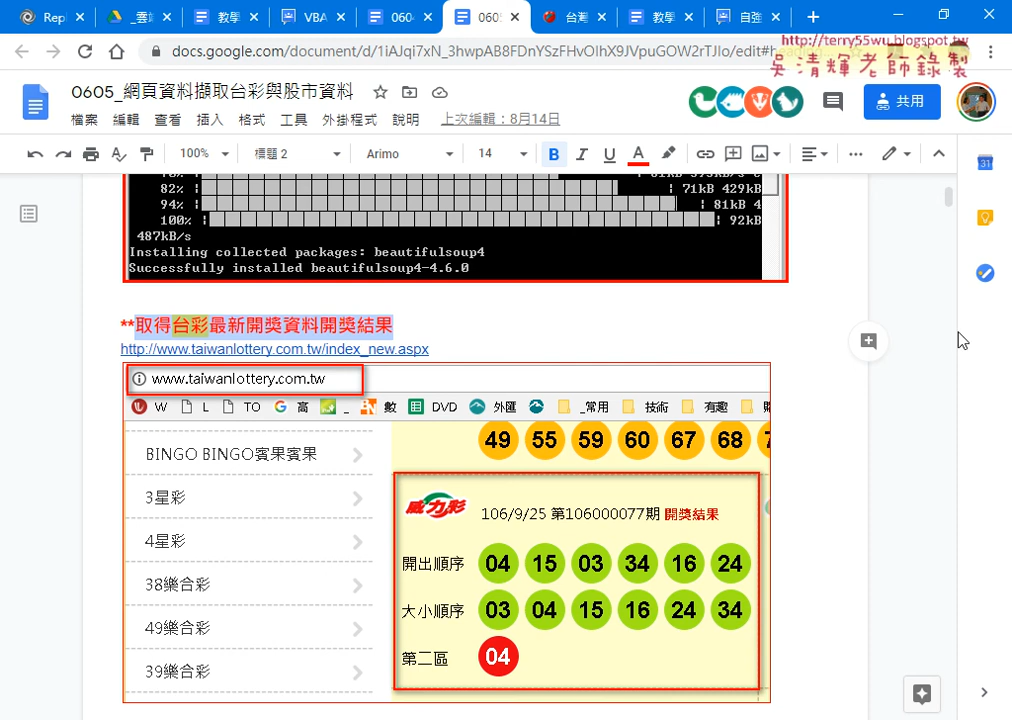 Repl
_雲端
教學
VBA
0604
0605
台灣
教學
自強
docs.google.com/document/d/1iAJqi7xN_3hwpAB8FDnYSzFHvOlhX9JVpuGOW2rTJIo/edit#
http://terry55wu.blogspot.tw
吳清輝老師錄製
0605_網頁資料擷取台彩與股市資料
檔案 編輯 查看 插入 格式 工具 外掛程式 說明 上次編輯：8月14日
共用
100% 標題 2 Arimo 14 B I U A
31
82% 71kB 429kB
94% 81kB 4
100% 92kB
487kB/s
Installing collected packages: beautifulsoup4
Successfully installed beautifulsoup4-4.6.0
**取得台彩最新開獎資料開獎結果
http://www.taiwanlottery.com.tw/index_new.aspx
www.taiwanlottery.com.tw
W L TO 高 _ 數 DVD 外匯 _常用 技術 有趣
49 55 59 60 67 68
BINGO BINGO賓果賓果
3星彩
4星彩
38樂合彩
49樂合彩
39樂合彩
威力彩 106/9/25 第106000077期 開獎結果
開出順序 04 15 03 34 16 24
大小順序 03 04 15 16 24 34
第二區 04